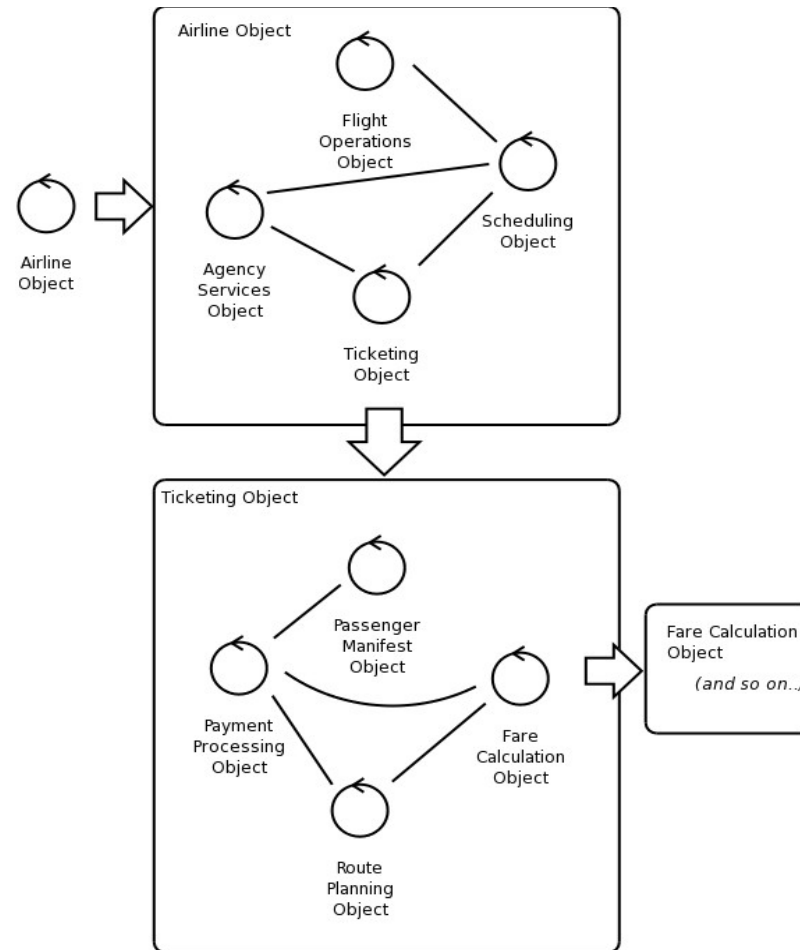 Airline Object
Flight
Operations
Object
Scheduling
Object
Airline
Object
Agency
Services
Object
Ticketing
Object
Ticketing Object
Passenger
Manifest
Object
Fare Calculation
Object
(and so on..
Payment
Processing
Object
Fare
Calculation
Object
Route
Planning
Object